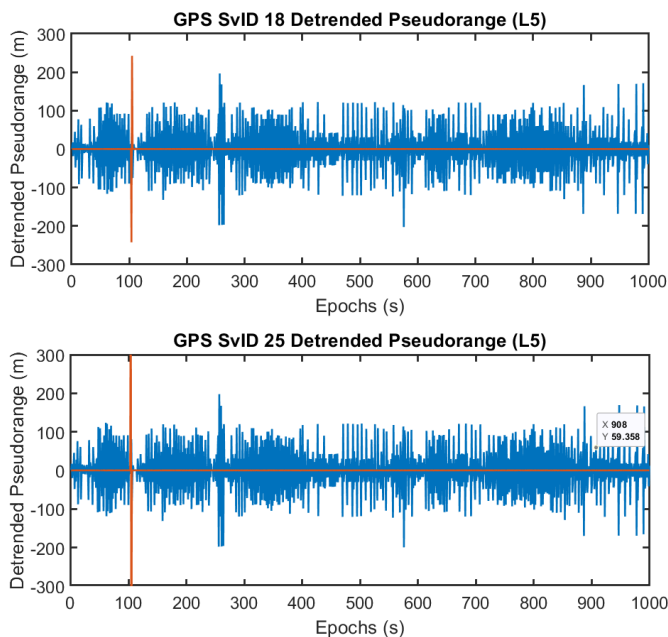 GPS SvID 18 Detrended Pseudorange (L5)
300
200
100
0
-100
-200
-300
Detrended Pseudorange (m)
0 100 200 300 400 500 600 700 800 900 1000
Epochs (s)
GPS SvID 25 Detrended Pseudorange (L5)
300
200
100
0
-100
-200
-300
Detrended Pseudorange (m)
X 908
Y 59.358
0 100 200 300 400 500 600 700 800 900 1000
Epochs (s)